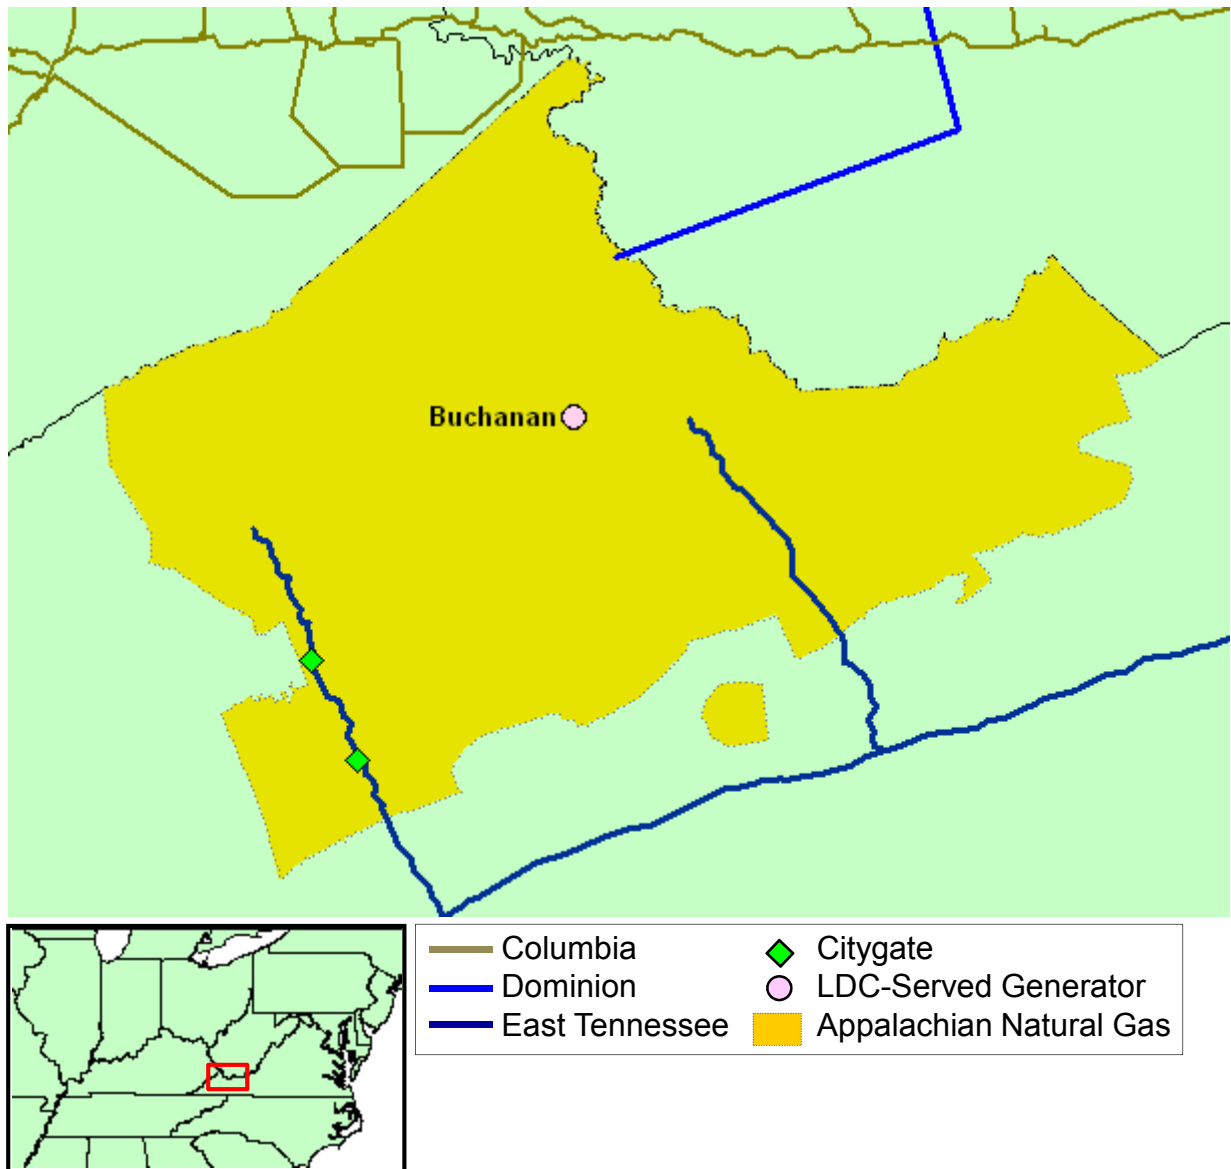 Buchanan
Columbia
Dominion
East Tennessee
Citygate
LDC-Served Generator
Appalachian Natural Gas